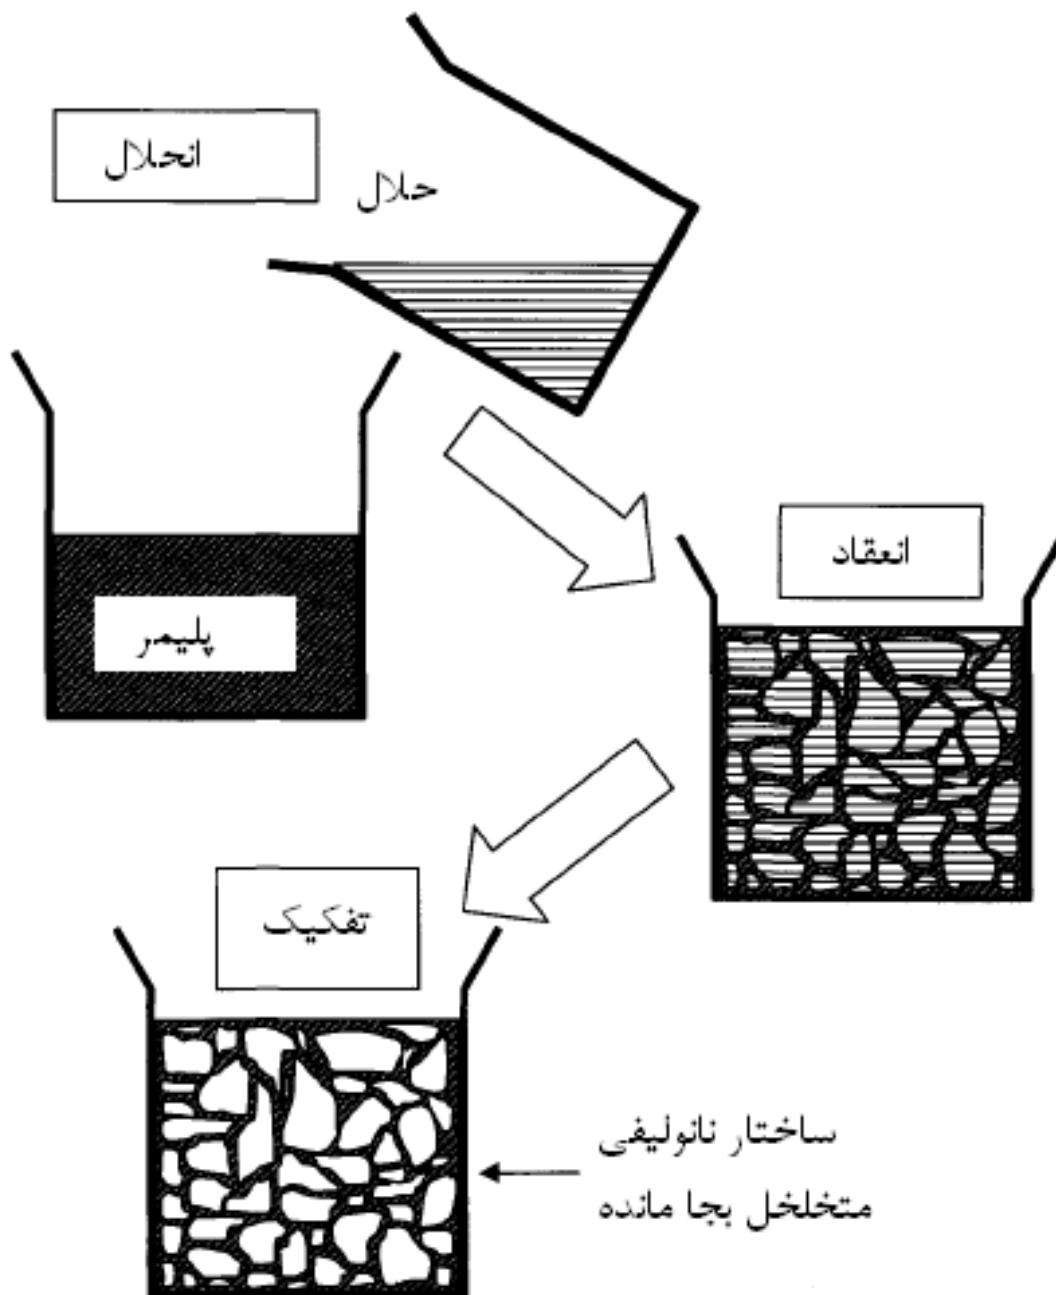 انحلال
حلال
پلیمر
انعقاد
تفکیک
ساختار نانولیفی
متخلخل بجا مانده